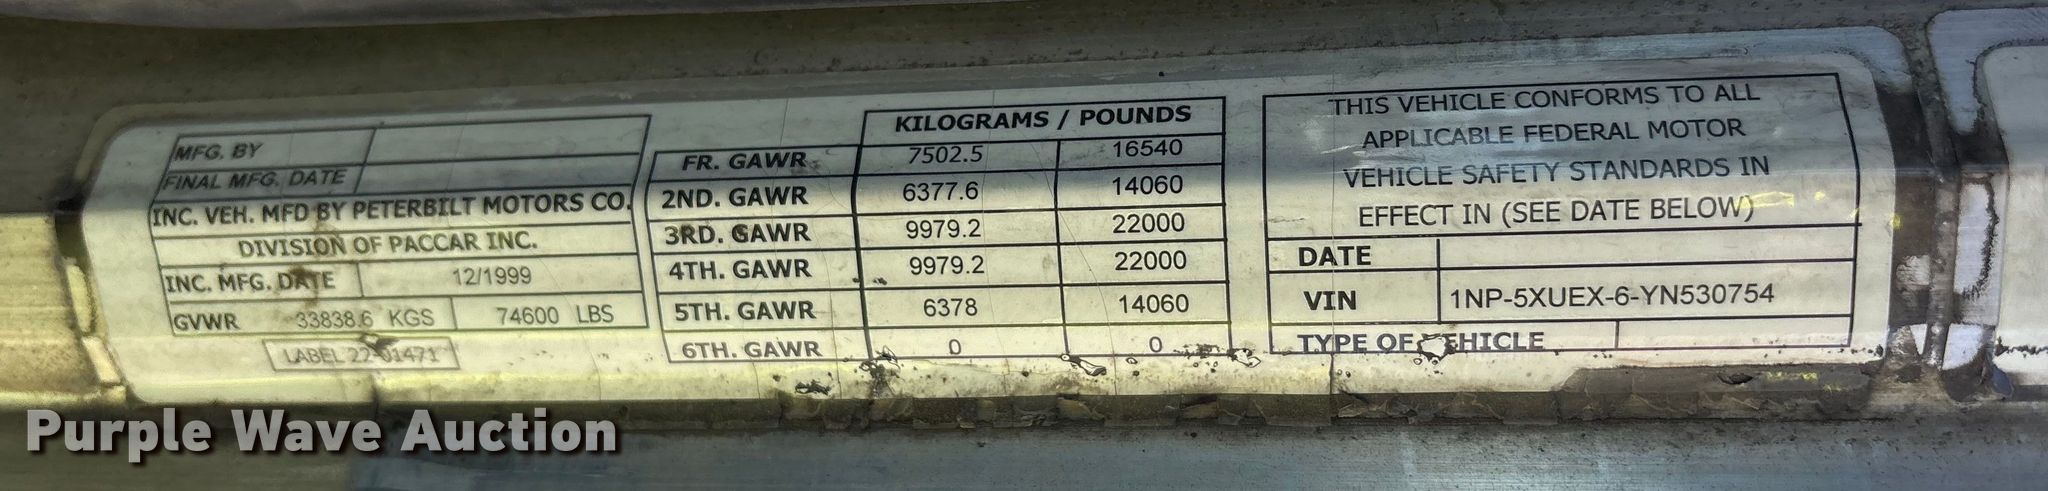 MFG. BY
FINAL MFG. DATE
INC. VEH. MFD BY PETERBILT MOTORS CO.
DIVISION OF PACCAR INC.
INC. MFG. DATE 12/1999
GVWR 33838.6 KGS 74600 LBS
LABEL 22-01471
KILOGRAMS / POUNDS
FR. GAWR 7502.5 16540
2ND. GAWR 6377.6 14060
3RD. GAWR 9979.2 22000
4TH. GAWR 9979.2 22000
5TH. GAWR 6378 14060
6TH. GAWR 0 0
THIS VEHICLE CONFORMS TO ALL
APPLICABLE FEDERAL MOTOR
VEHICLE SAFETY STANDARDS IN
EFFECT IN (SEE DATE BELOW)
DATE
VIN 1NP-5XUEX-6-YN530754
TYPE OF VEHICLE
Purple Wave Auction